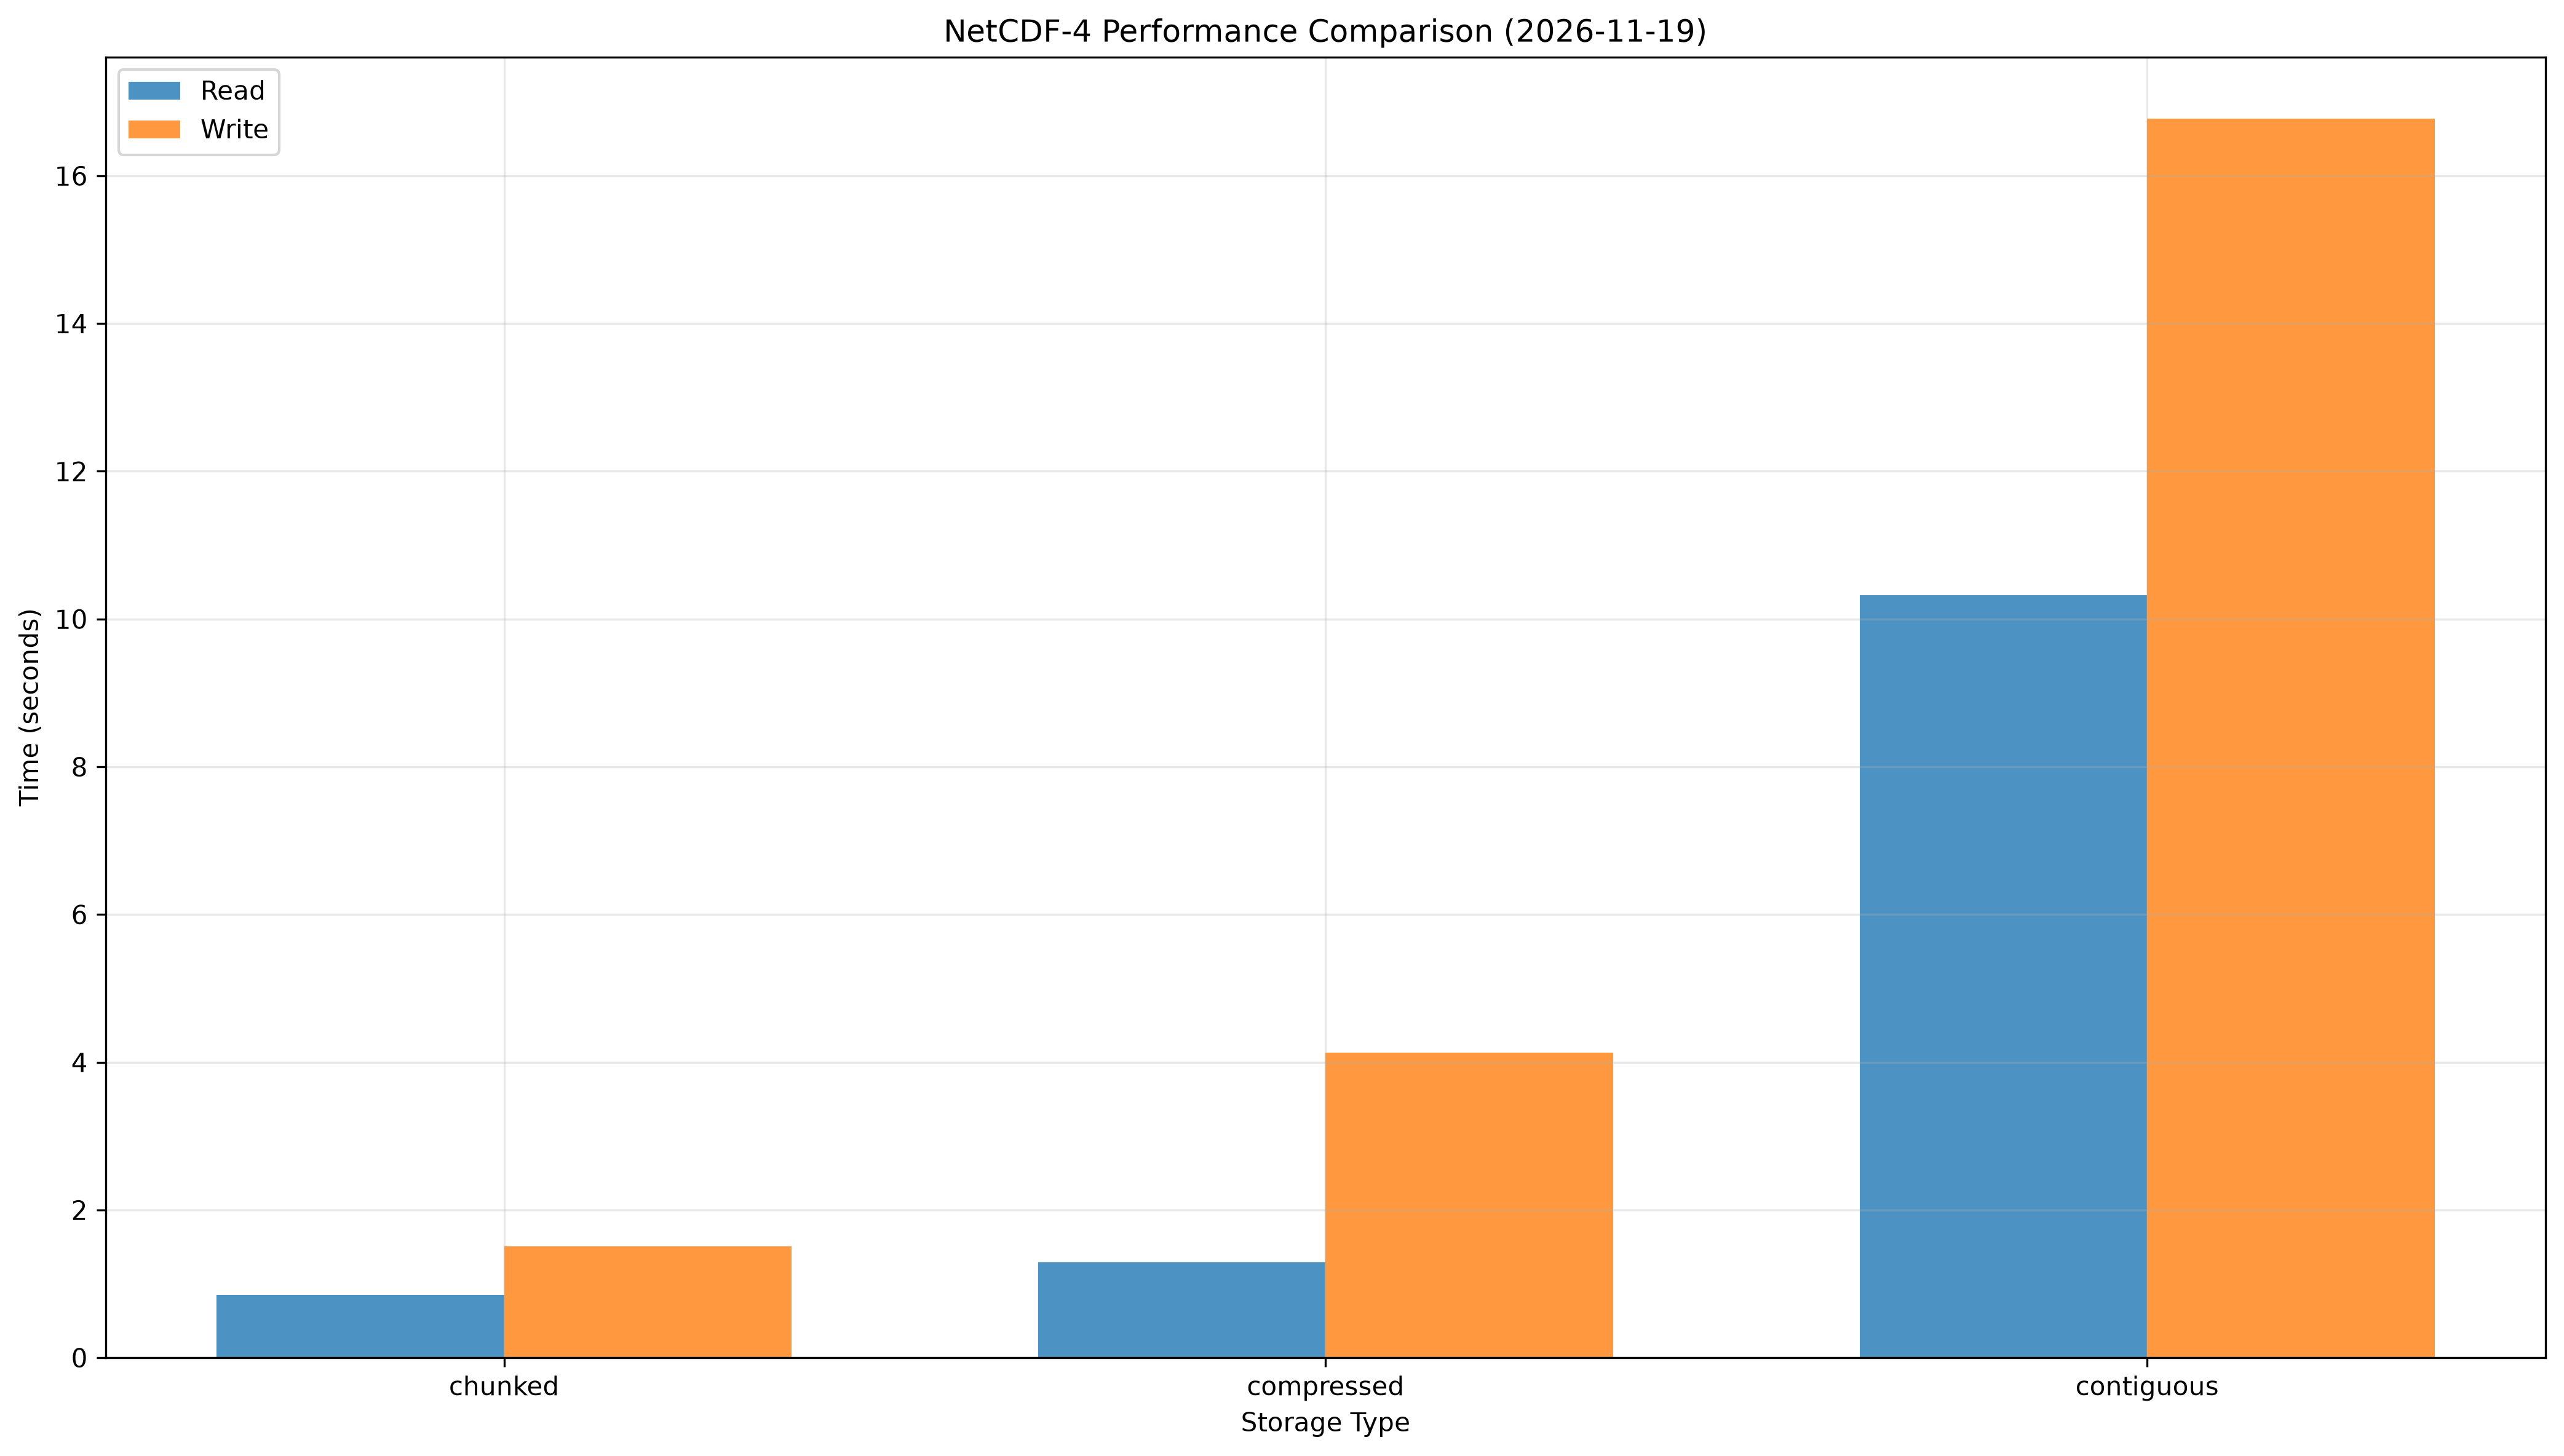 NetCDF-4 Performance Comparison (2026-11-19)
Read
Write
Time (seconds)
16
14
12
10
8
6
4
2
0
chunked
compressed
contiguous
Storage Type